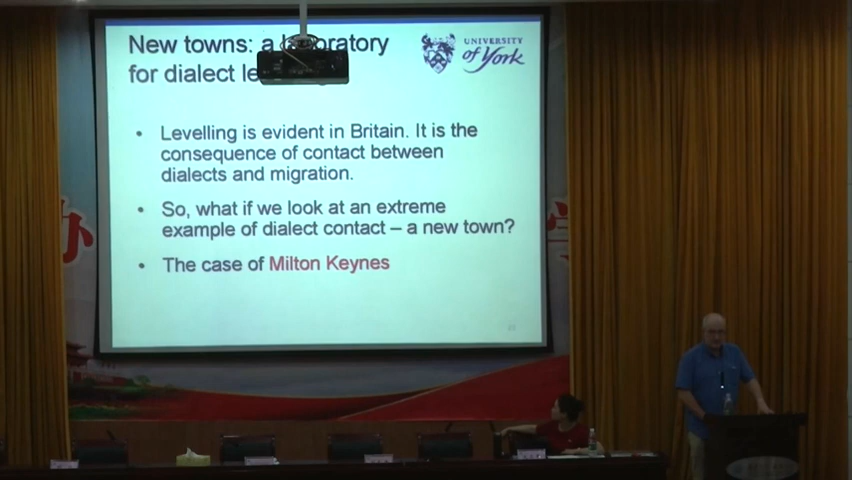 New towns: a
for dialect
UNIVERSITY
of York
• Levelling is evident in Britain. It is the
consequence of contact between
dialects and migration.
• So, what if we look at an extreme
example of dialect contact – a new town?
• The case of Milton Keynes